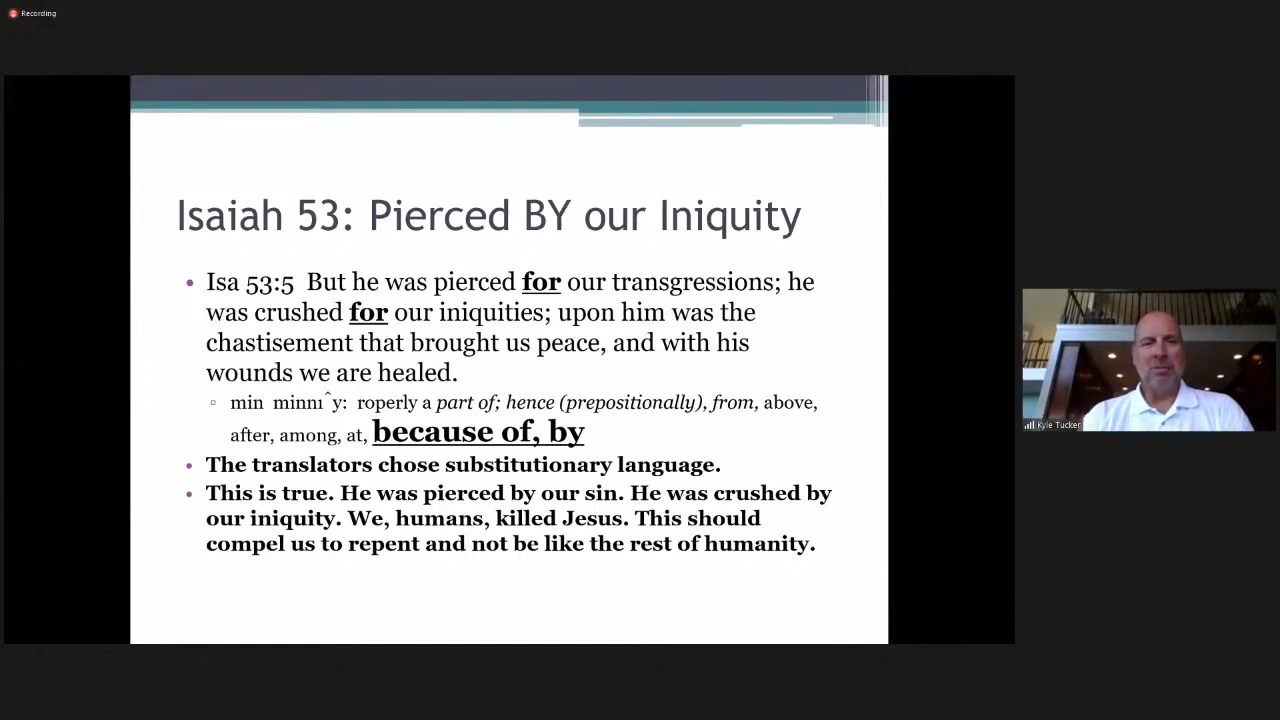 Recording
Isaiah 53: Pierced BY our Iniquity
• Isa 53:5 But he was pierced for our transgressions; he
was crushed for our iniquities; upon him was the
chastisement that brought us peace, and with his
wounds we are healed.
▫ min minnı̂y: roperly a part of; hence (prepositionally), from, above,
after, among, at, because of, by
• The translators chose substitutionary language.
• This is true. He was pierced by our sin. He was crushed by
our iniquity. We, humans, killed Jesus. This should
compel us to repent and not be like the rest of humanity.
Kyle Tucker